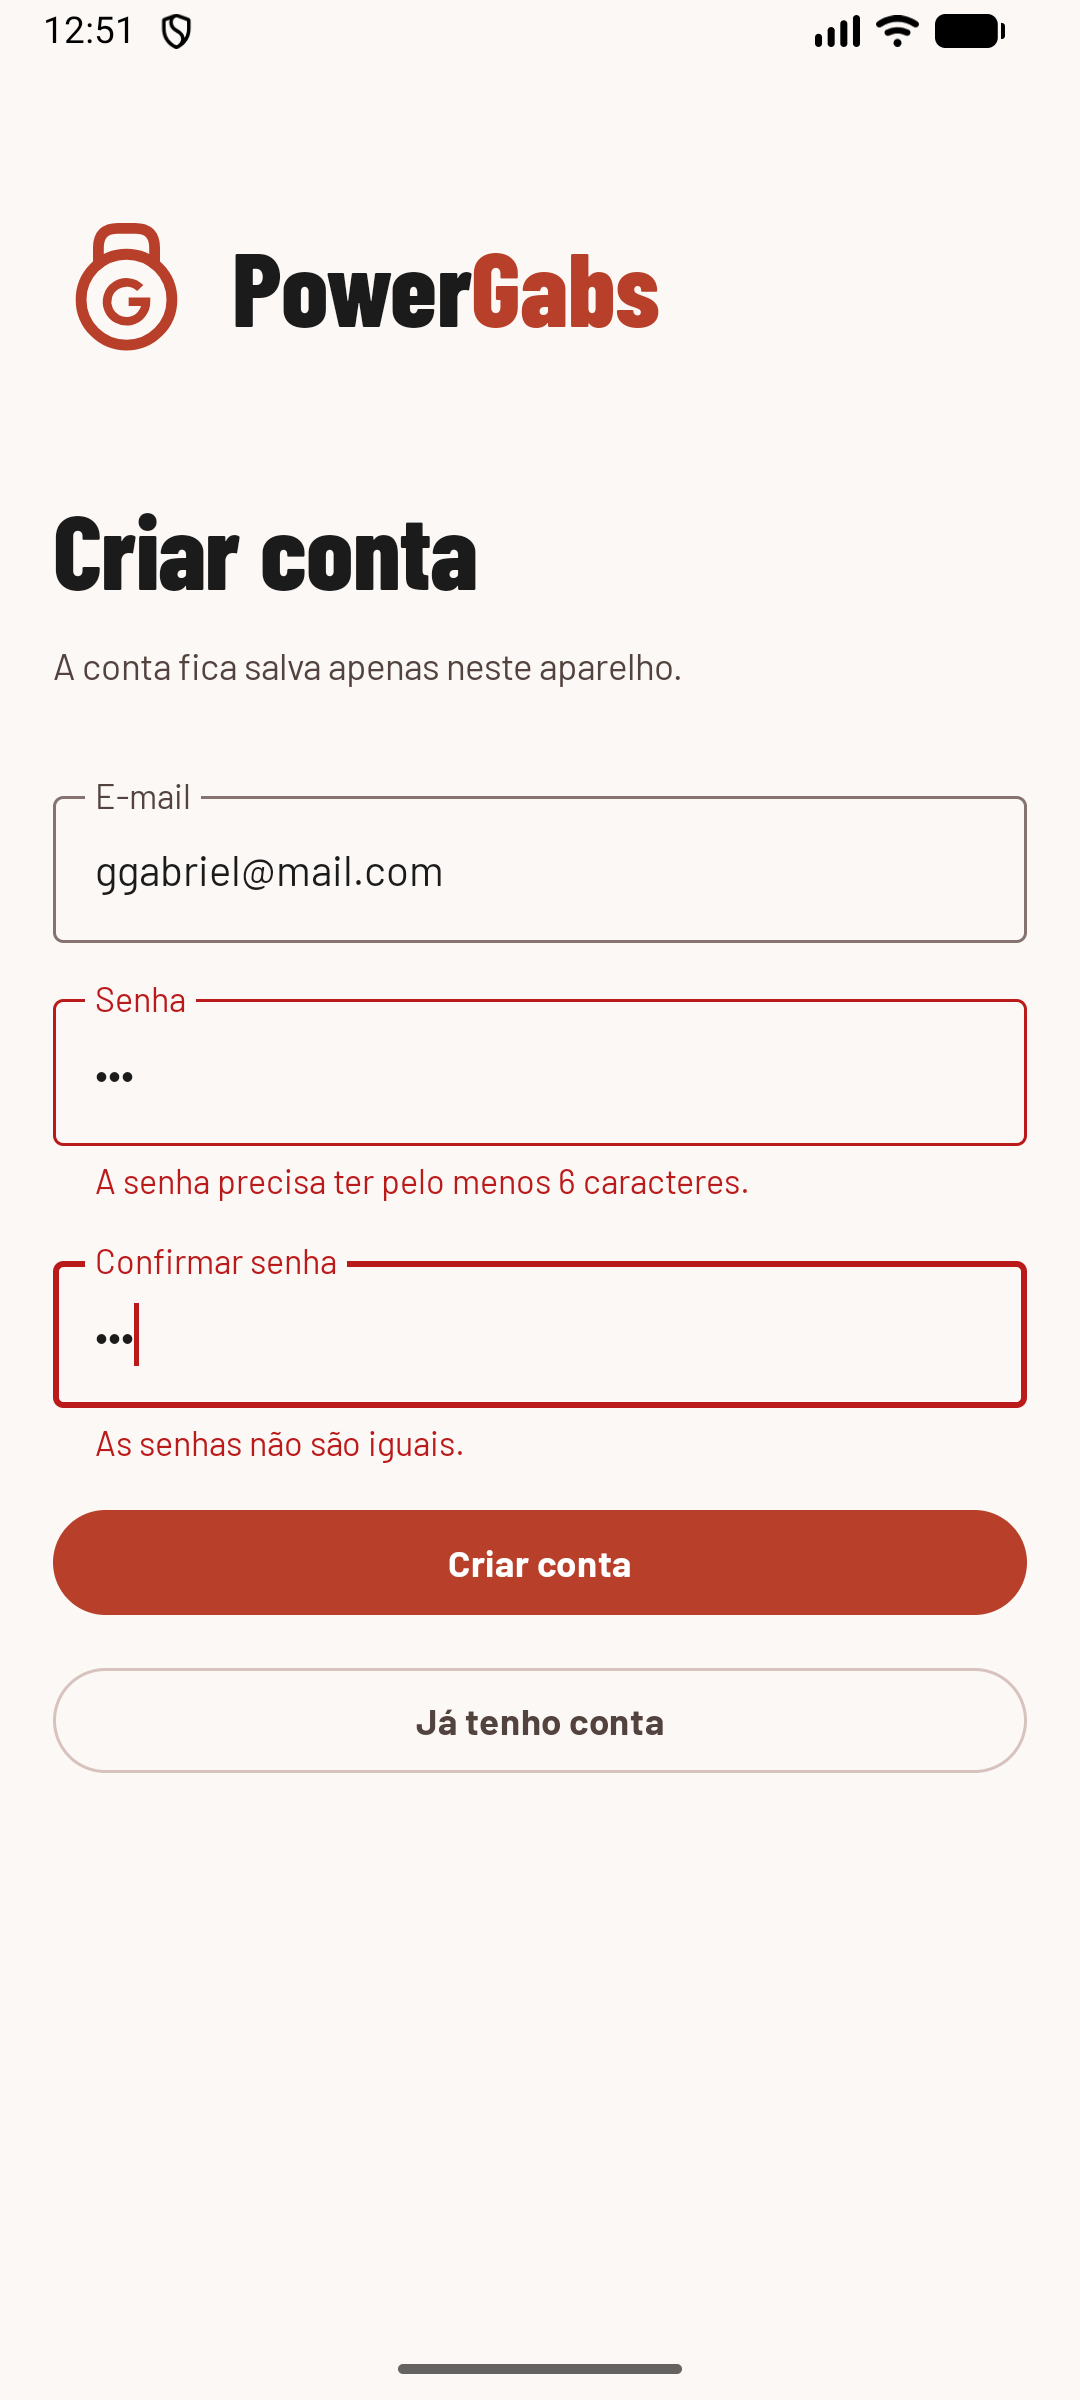 12:51
PowerGabs
Criar conta
A conta fica salva apenas neste aparelho.
E-mail
ggabriel@mail.com
Senha
•••
A senha precisa ter pelo menos 6 caracteres.
Confirmar senha
•••
As senhas não são iguais.
Criar conta
Já tenho conta